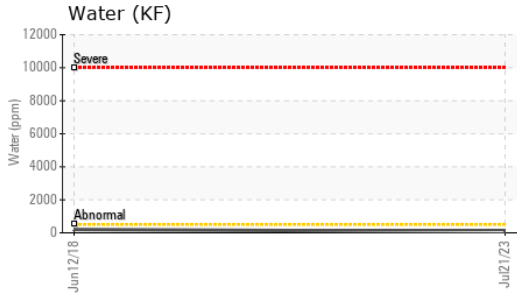 Water (KF)
12000
Severe
10000
8000
Water (ppm)
6000
4000
2000
Abnormal
0
Jun12/18
Jul21/23